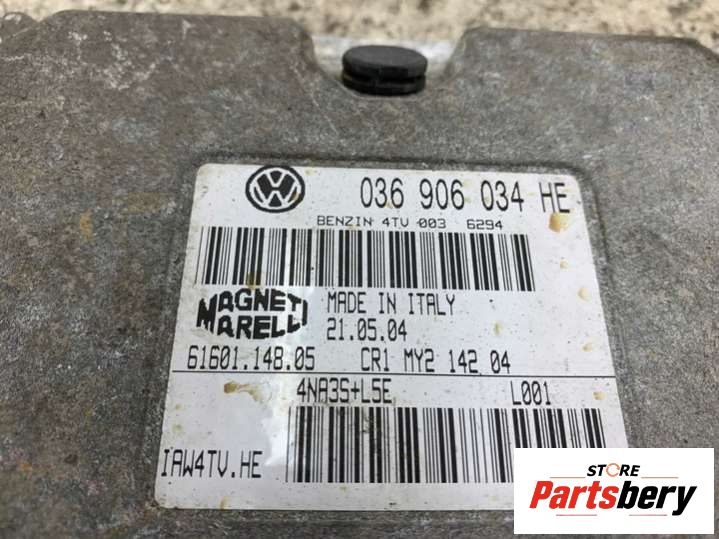 036 906 034 HE
BENZIN 4TV 003 6294
MAGNETI
MARELLI
MADE IN ITALY
21.05.04
61601.148.05 CR1 MY2 142 04
4NA3S+L5E L001
IAW4TV.HE
STORE
Partsbery